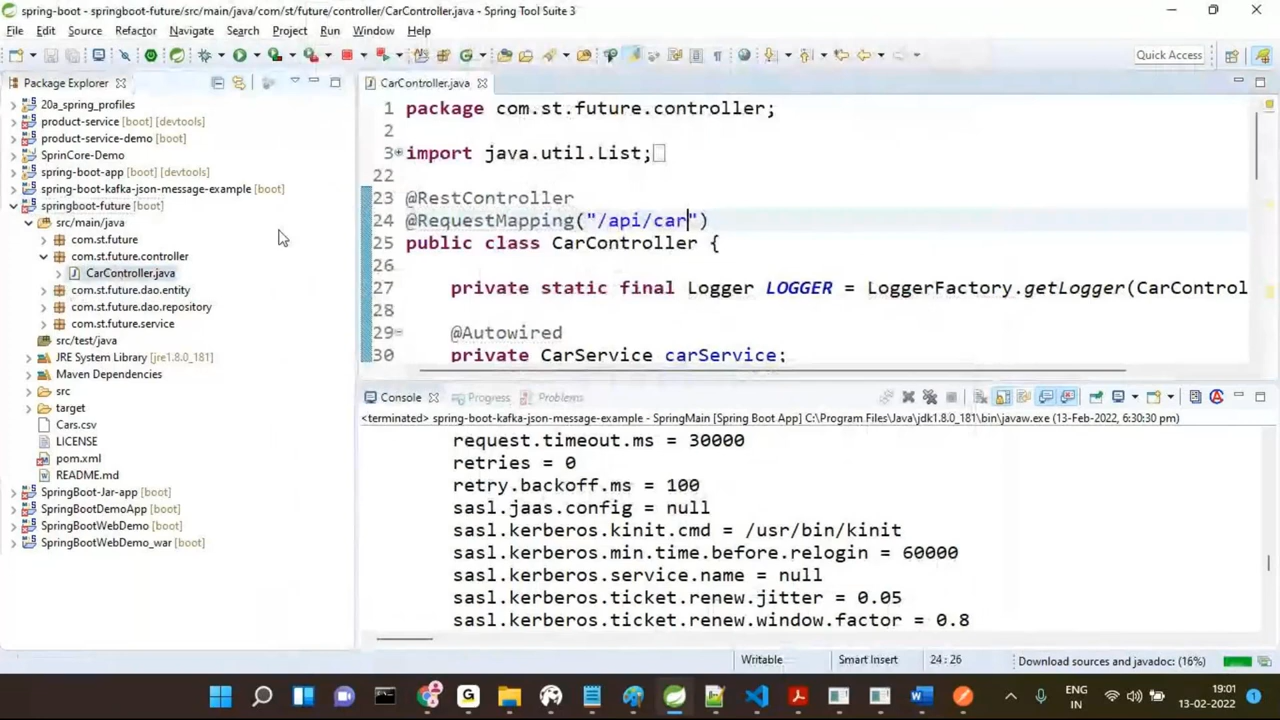 spring-boot - springboot-future/src/main/java/com/st/future/controller/CarController.java - Spring Tool Suite 3
File Edit Source Refactor Navigate Search Project Run Window Help
Quick Access
Package Explorer
20a_spring_profiles
product-service [boot] [devtools]
product-service-demo [boot]
SprinCore-Demo
spring-boot-app [boot] [devtools]
spring-boot-kafka-json-message-example [boot]
springboot-future [boot]
src/main/java
com.st.future
com.st.future.controller
CarController.java
com.st.future.dao.entity
com.st.future.dao.repository
com.st.future.service
src/test/java
JRE System Library [jre1.8.0_181]
Maven Dependencies
src
target
Cars.csv
LICENSE
pom.xml
README.md
SpringBoot-Jar-app [boot]
SpringBootDemoApp [boot]
SpringBootWebDemo [boot]
SpringBootWebDemo_war [boot]
CarController.java
1 package com.st.future.controller;
2
3 import java.util.List;
22
23 @RestController
24 @RequestMapping("/api/car")
25 public class CarController {
26
27 private static final Logger LOGGER = LoggerFactory.getLogger(CarControl
28
29 @Autowired
30 private CarService carService;
Console Progress Problems
<terminated> spring-boot-kafka-json-message-example - SpringMain [Spring Boot App] C:\Program Files\Java\jdk1.8.0_181\bin\javaw.exe (13-Feb-2022, 6:30:30 pm)
request.timeout.ms = 30000
retries = 0
retry.backoff.ms = 100
sasl.jaas.config = null
sasl.kerberos.kinit.cmd = /usr/bin/kinit
sasl.kerberos.min.time.before.relogin = 60000
sasl.kerberos.service.name = null
sasl.kerberos.ticket.renew.jitter = 0.05
sasl.kerberos.ticket.renew.window.factor = 0.8
Writable Smart Insert 24 : 26 Download sources and javadoc: (16%)
ENG
IN
19:01
13-02-2022